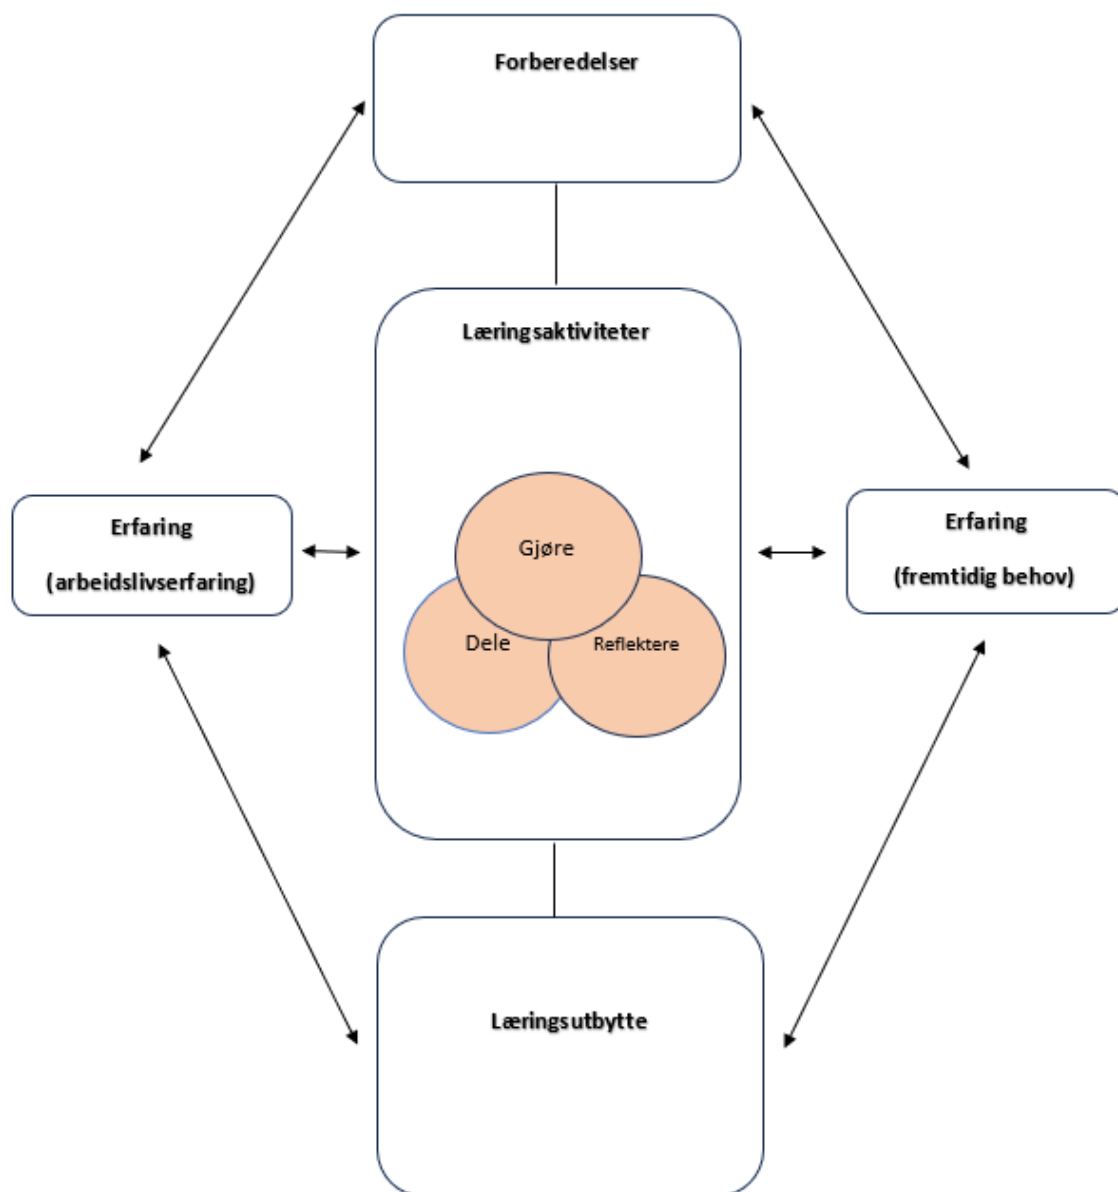 Forberedelser
Læringsaktiviteter
Erfaring
(arbeidslivserfaring)
Gjøre
Dele
Reflektere
Erfaring
(fremtidig behov)
Læringsutbytte